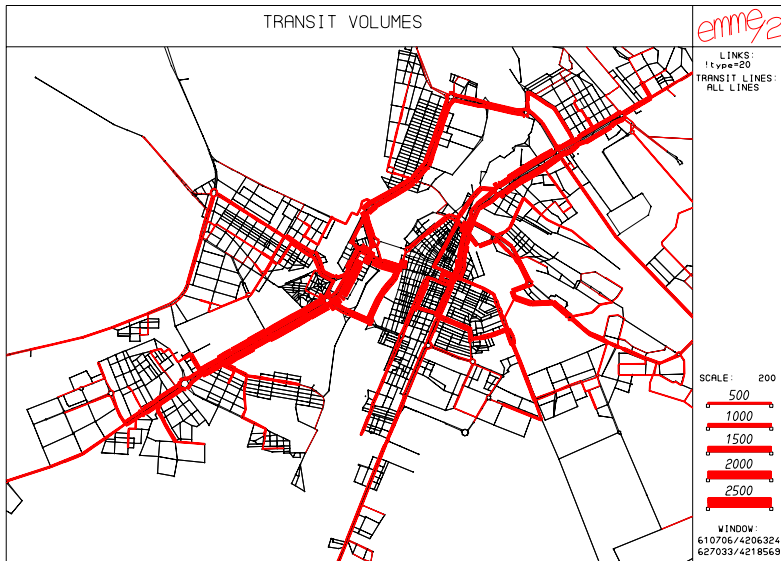 TRANSIT VOLUMES
emme/2
LINKS:
!type=20
TRANSIT LINES:
ALL LINES
SCALE: 200
500
1000
1500
2000
2500
WINDOW:
610706/4206324
627033/4218569